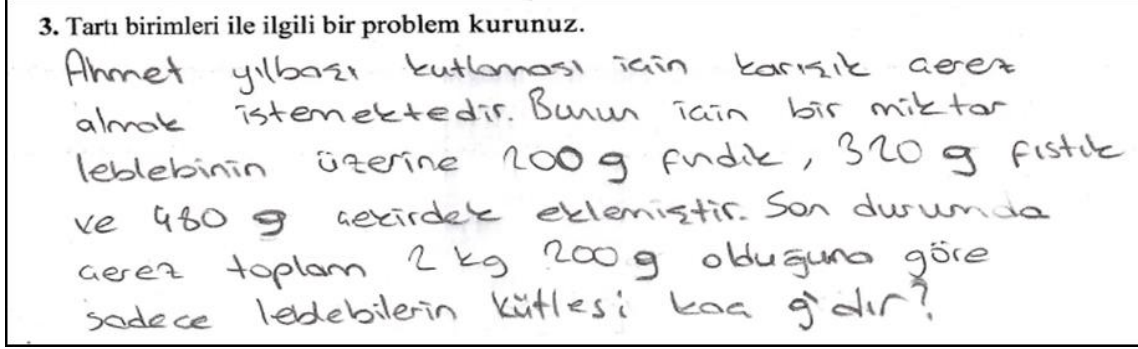 3. Tartı birimleri ile ilgili bir problem kurunuz.
Ahmet yılbaşı kutlaması için karışık çerez
almak istemektedir. Bunun için bir miktar
leblebinin üzerine 200 g fındık, 320 g fıstık
ve 480 g çekirdek eklemiştir. Son durumda
çerez toplam 2 kg 200 g olduğuna göre
sadece leblebilerin kütlesi kaç g'dır?